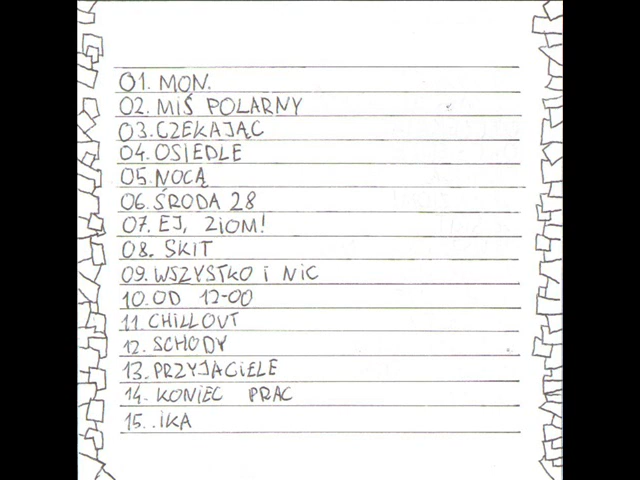 01. MON.
02. MIŚ POLARNY
03. CZEKAJĄC
04. OSIEDLE
05. NOCĄ
06. ŚRODA 28
07. EJ, ZIOM!
08. SKIT
09. WSZYSTKO i NIC
10. OD 12-00
11. CHILLOUT
12. SCHODY
13. PRZYJACIELE
14. KONIEC PRAC
15. .iKA